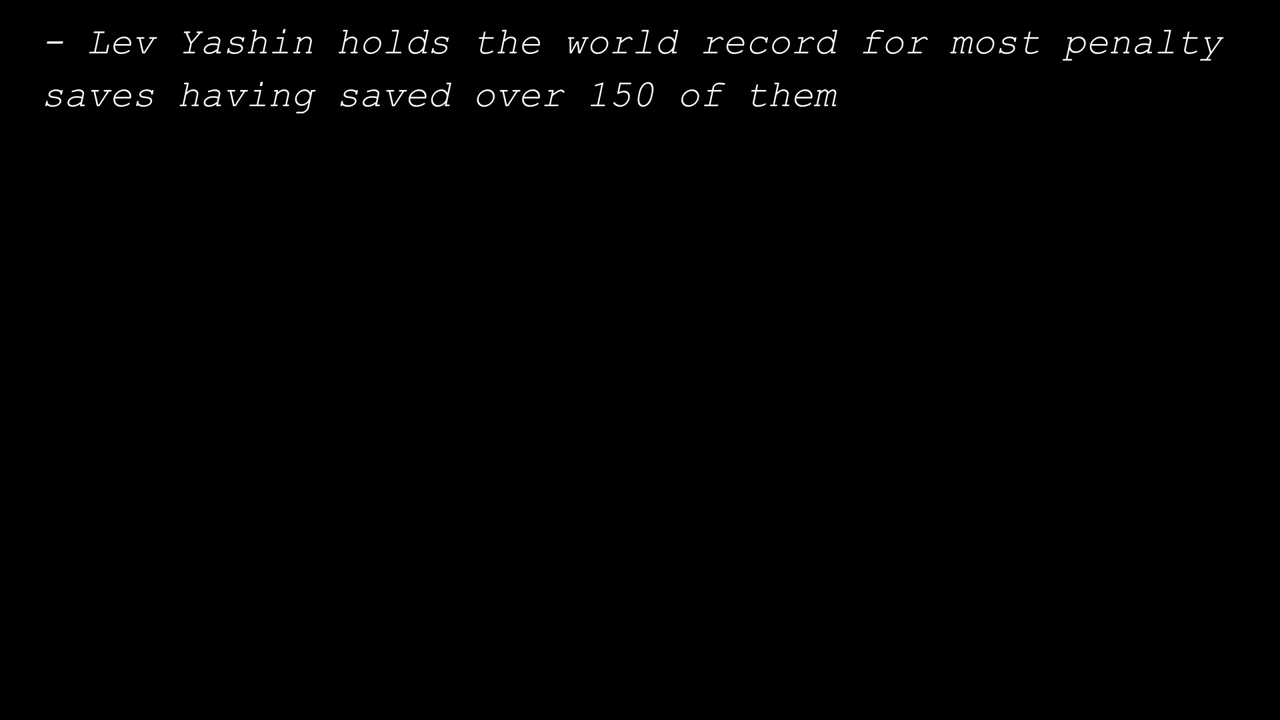 - Lev Yashin holds the world record for most penalty
saves having saved over 150 of them